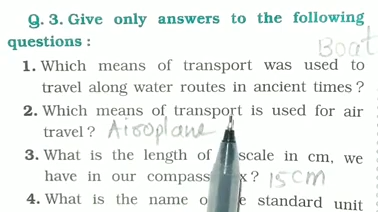 Q. 3. Give only answers to the following
questions :
Boat
1. Which means of transport was used to
travel along water routes in ancient times ?
2. Which means of transport is used for air
travel ? Airoplane
3. What is the length of scale in cm, we
have in our compass x ? 15cm
4. What is the name o e standard unit